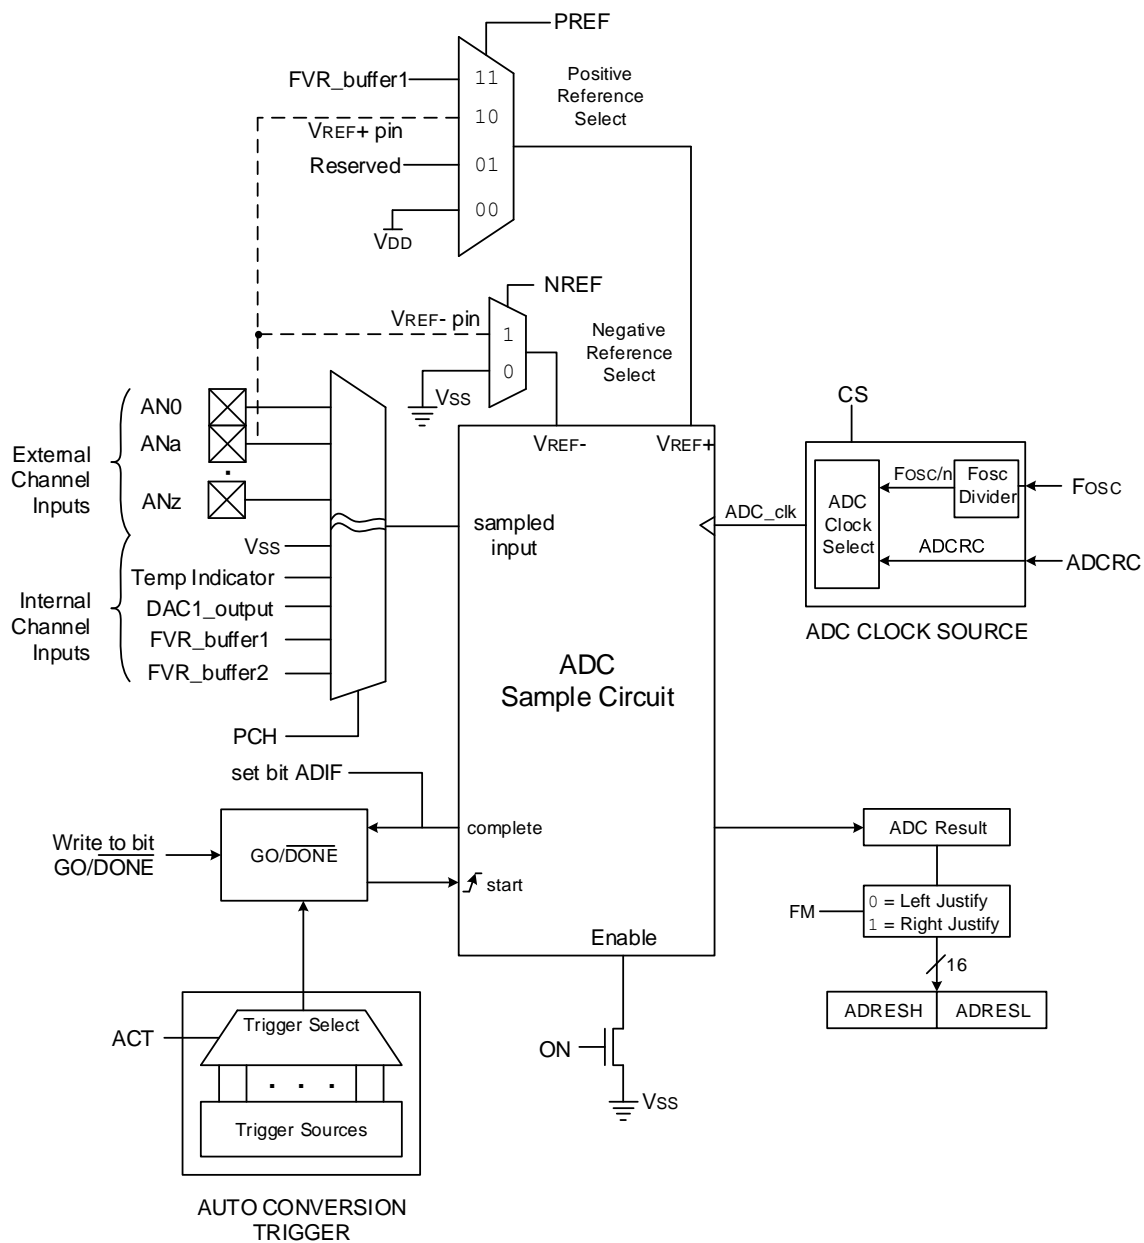 PREF
FVR_buffer1
11
Positive
Reference
Select
10
VREF+ pin
Reserved
01
00
VDD
NREF
VREF- pin
1
Negative
Reference
Select
0
VSS
External
Channel
Inputs
AN0
ANa
.
ANz
VSS
Temp Indicator
Internal
Channel
Inputs
DAC1_output
FVR_buffer1
FVR_buffer2
PCH
VREF-
VREF+
sampled
input
ADC_clk
CS
ADC
Clock
Select
FOSC/n
Fosc
Divider
FOSC
ADCRC
ADCRC
ADC CLOCK SOURCE
ADC
Sample Circuit
set bit ADIF
complete
Write to bit
GO/DONE
GO/DONE
start
Enable
ADC Result
FM
0 = Left Justify
1 = Right Justify
16
ADRESH
ADRESL
ON
VSS
ACT
Trigger Select
. . .
Trigger Sources
AUTO CONVERSION
TRIGGER